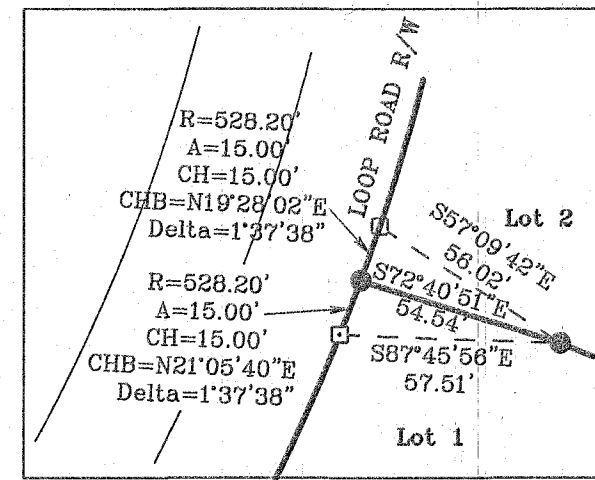 LOOP ROAD R/W
R=528.20'
A=15.00'
CH=15.00'
CHB=N19°28'02"E
Delta=1°37'38"
R=528.20'
A=15.00'
CH=15.00'
CHB=N21°05'40"E
Delta=1°37'38"
S57°09'42"E
56.02'
Lot 2
S72°40'51"E
54.54'
S87°45'56"E
57.51'
Lot 1